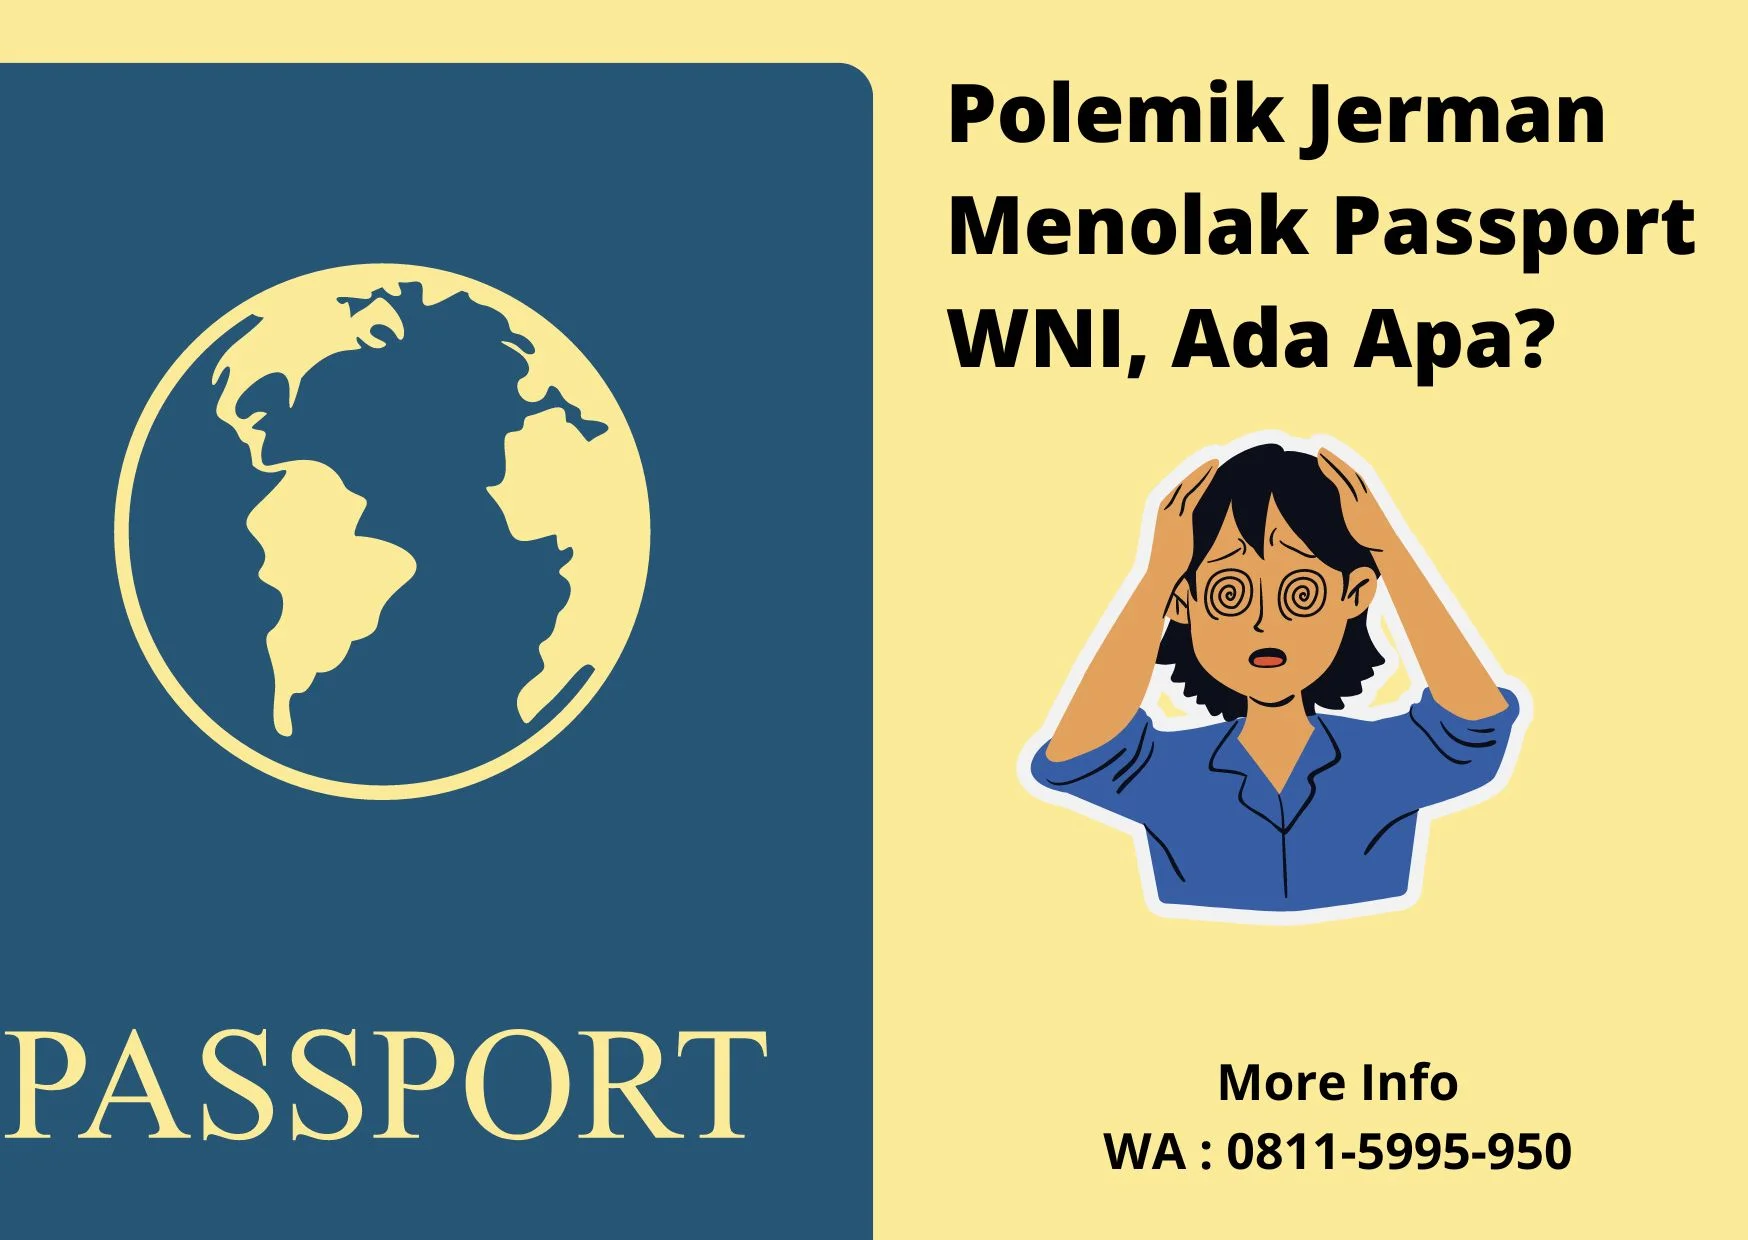 Polemik Jerman
Menolak Passport
WNI, Ada Apa?
PASSPORT
More Info
WA : 0811-5995-950